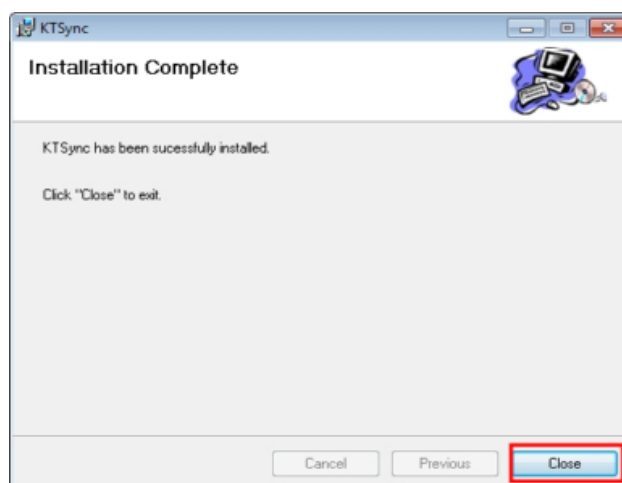 KTSync
Installation Complete
KTSync has been sucessfully installed.
Click "Close" to exit.
Cancel
Previous
Close